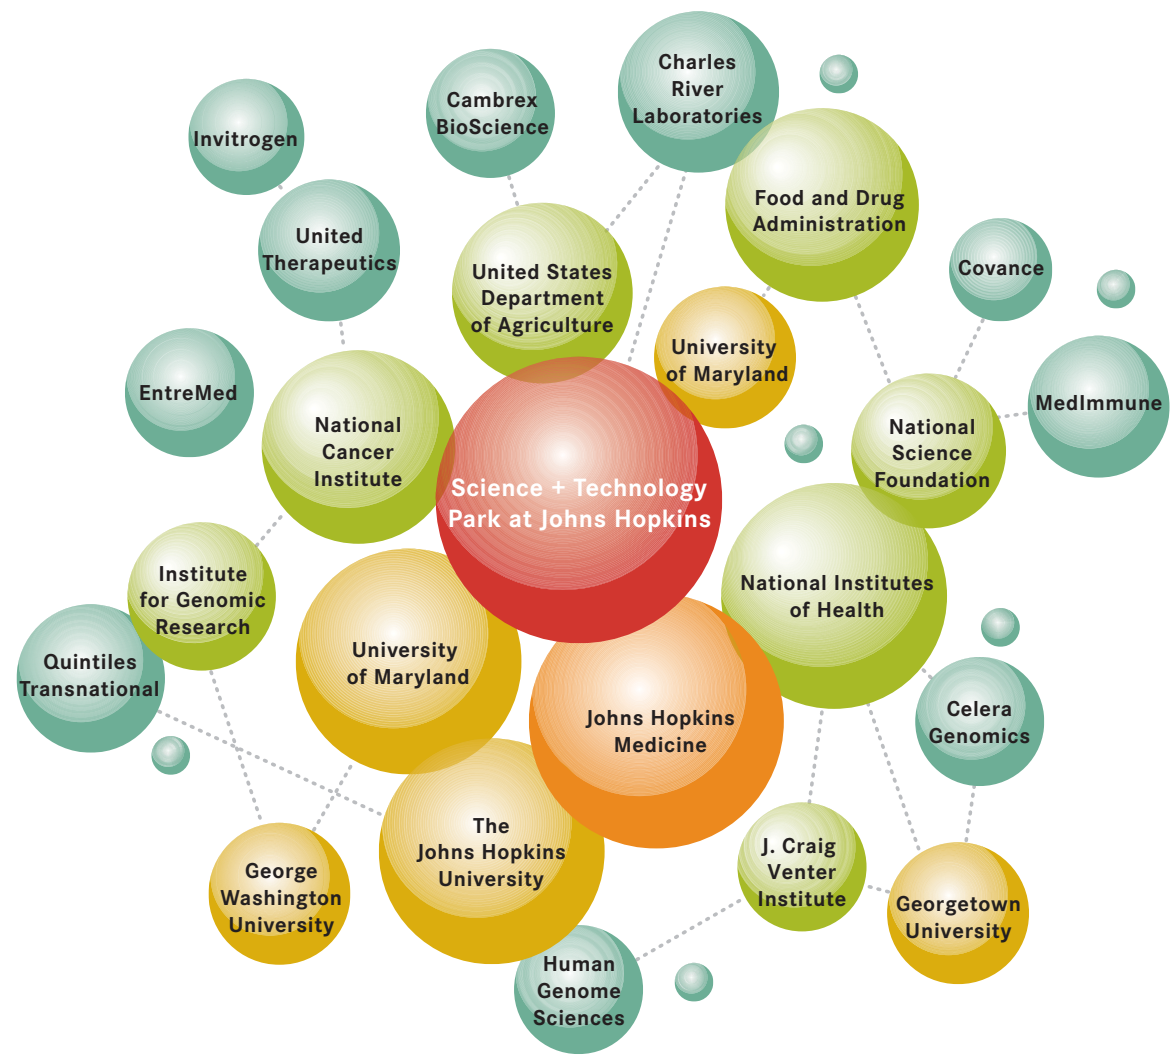 Charles
River
Laboratories
Cambrex
BioScience
Invitrogen
Food and Drug
Administration
United
Therapeutics
United States
Department
of Agriculture
Covance
University
of Maryland
EntreMed
MedImmune
National
Cancer
Institute
National
Science
Foundation
Science + Technology
Park at Johns Hopkins
Institute
for Genomic
Research
National Institutes
of Health
Quintiles
Transnational
University
of Maryland
Johns Hopkins
Medicine
Celera
Genomics
The
Johns Hopkins
University
J. Craig
Venter
Institute
George
Washington
University
Georgetown
University
Human
Genome
Sciences